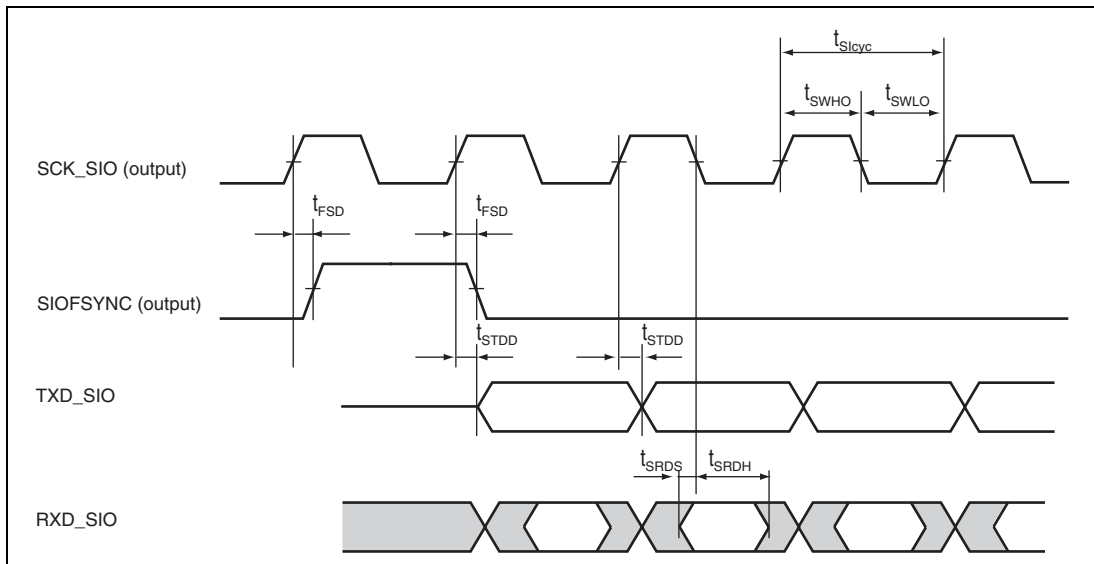 tSIcyc
tSWHO tSWLO
SCK_SIO (output)
tFSD tFSD
SIOFSYNC (output)
tSTDD tSTDD
TXD_SIO
tSRDS tSRDH
RXD_SIO